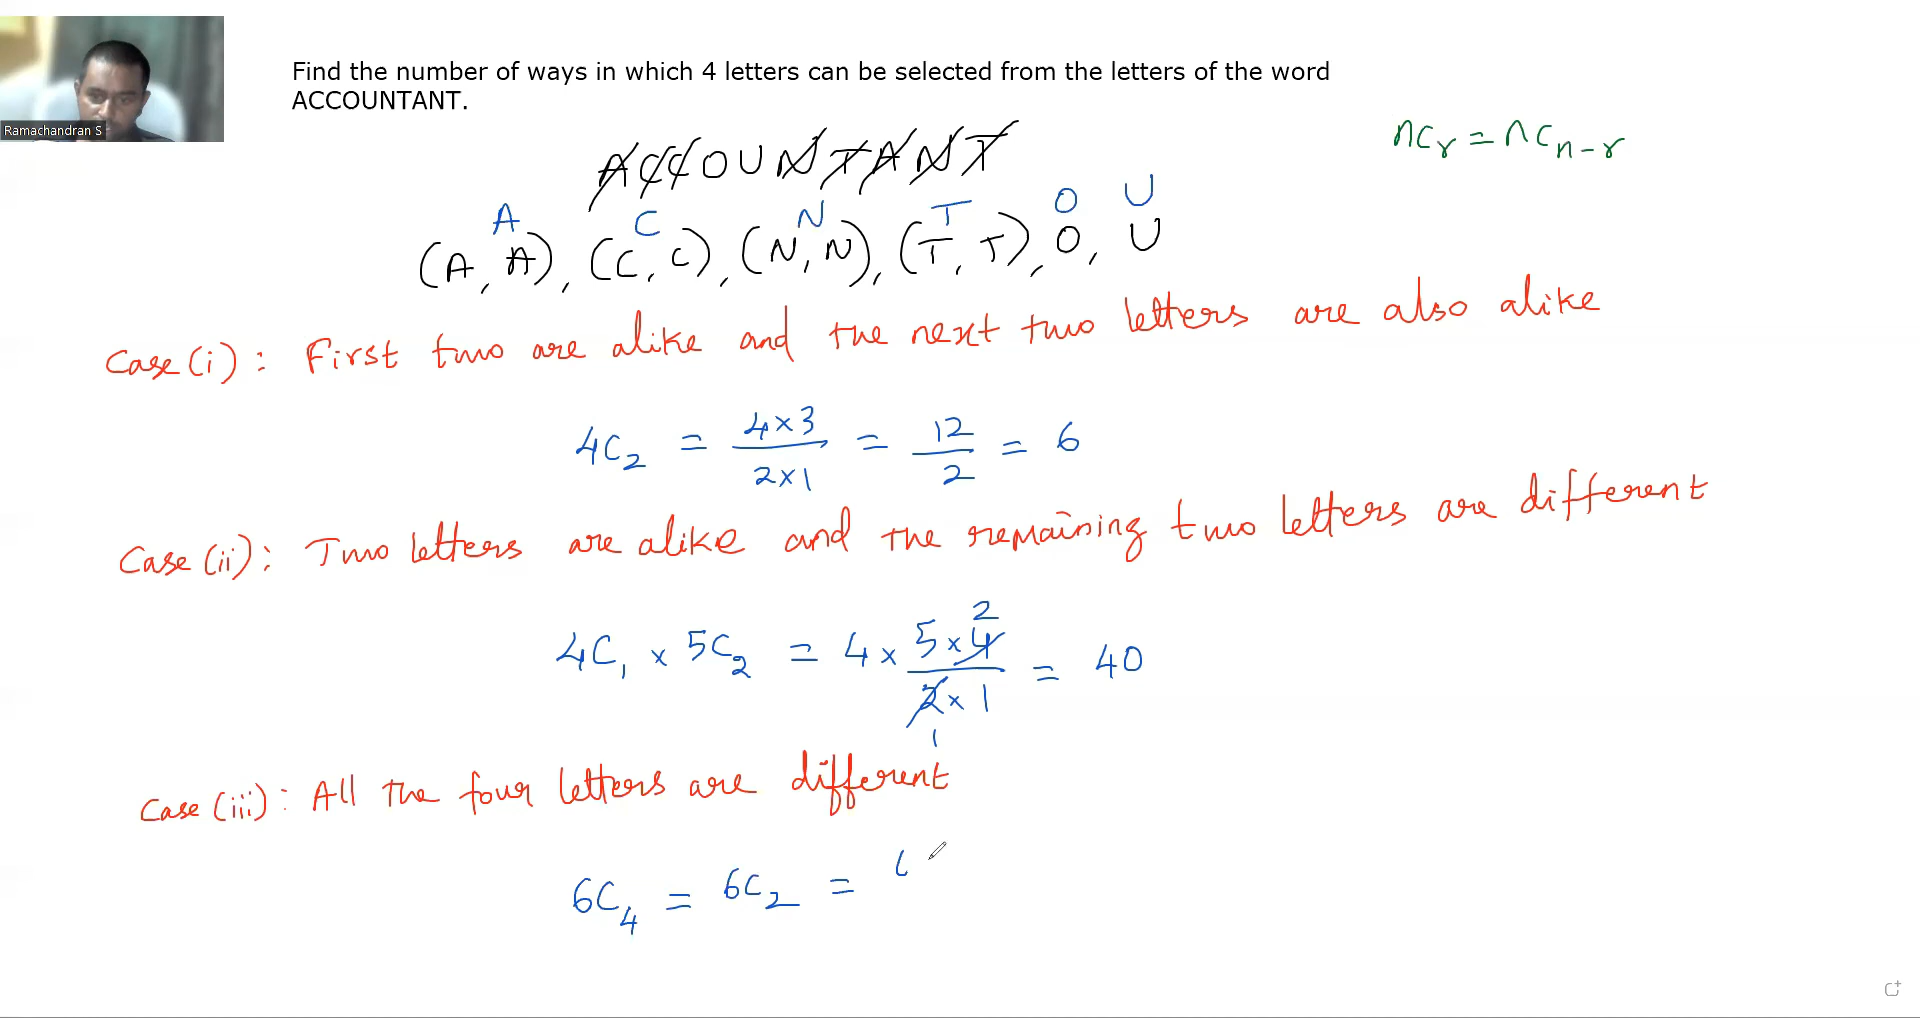 Ramachandran S
Find the number of ways in which 4 letters can be selected from the letters of the word
ACCOUNTANT.
nCr = nCn-r
ACCOUNTANT
A C N T O U
(A, A), (C, C), (N, N), (T, T), O, U
Case (i) : First two are alike and the next two letters are also alike
4C2 = 4×3/2×1 = 12/2 = 6
Case (ii) : Two letters are alike and the remaining two letters are different
2
4C1 × 5C2 = 4 × 5×4/2×1 = 40
1
Case (iii) : All the four letters are different
6C4 = 6C2 =